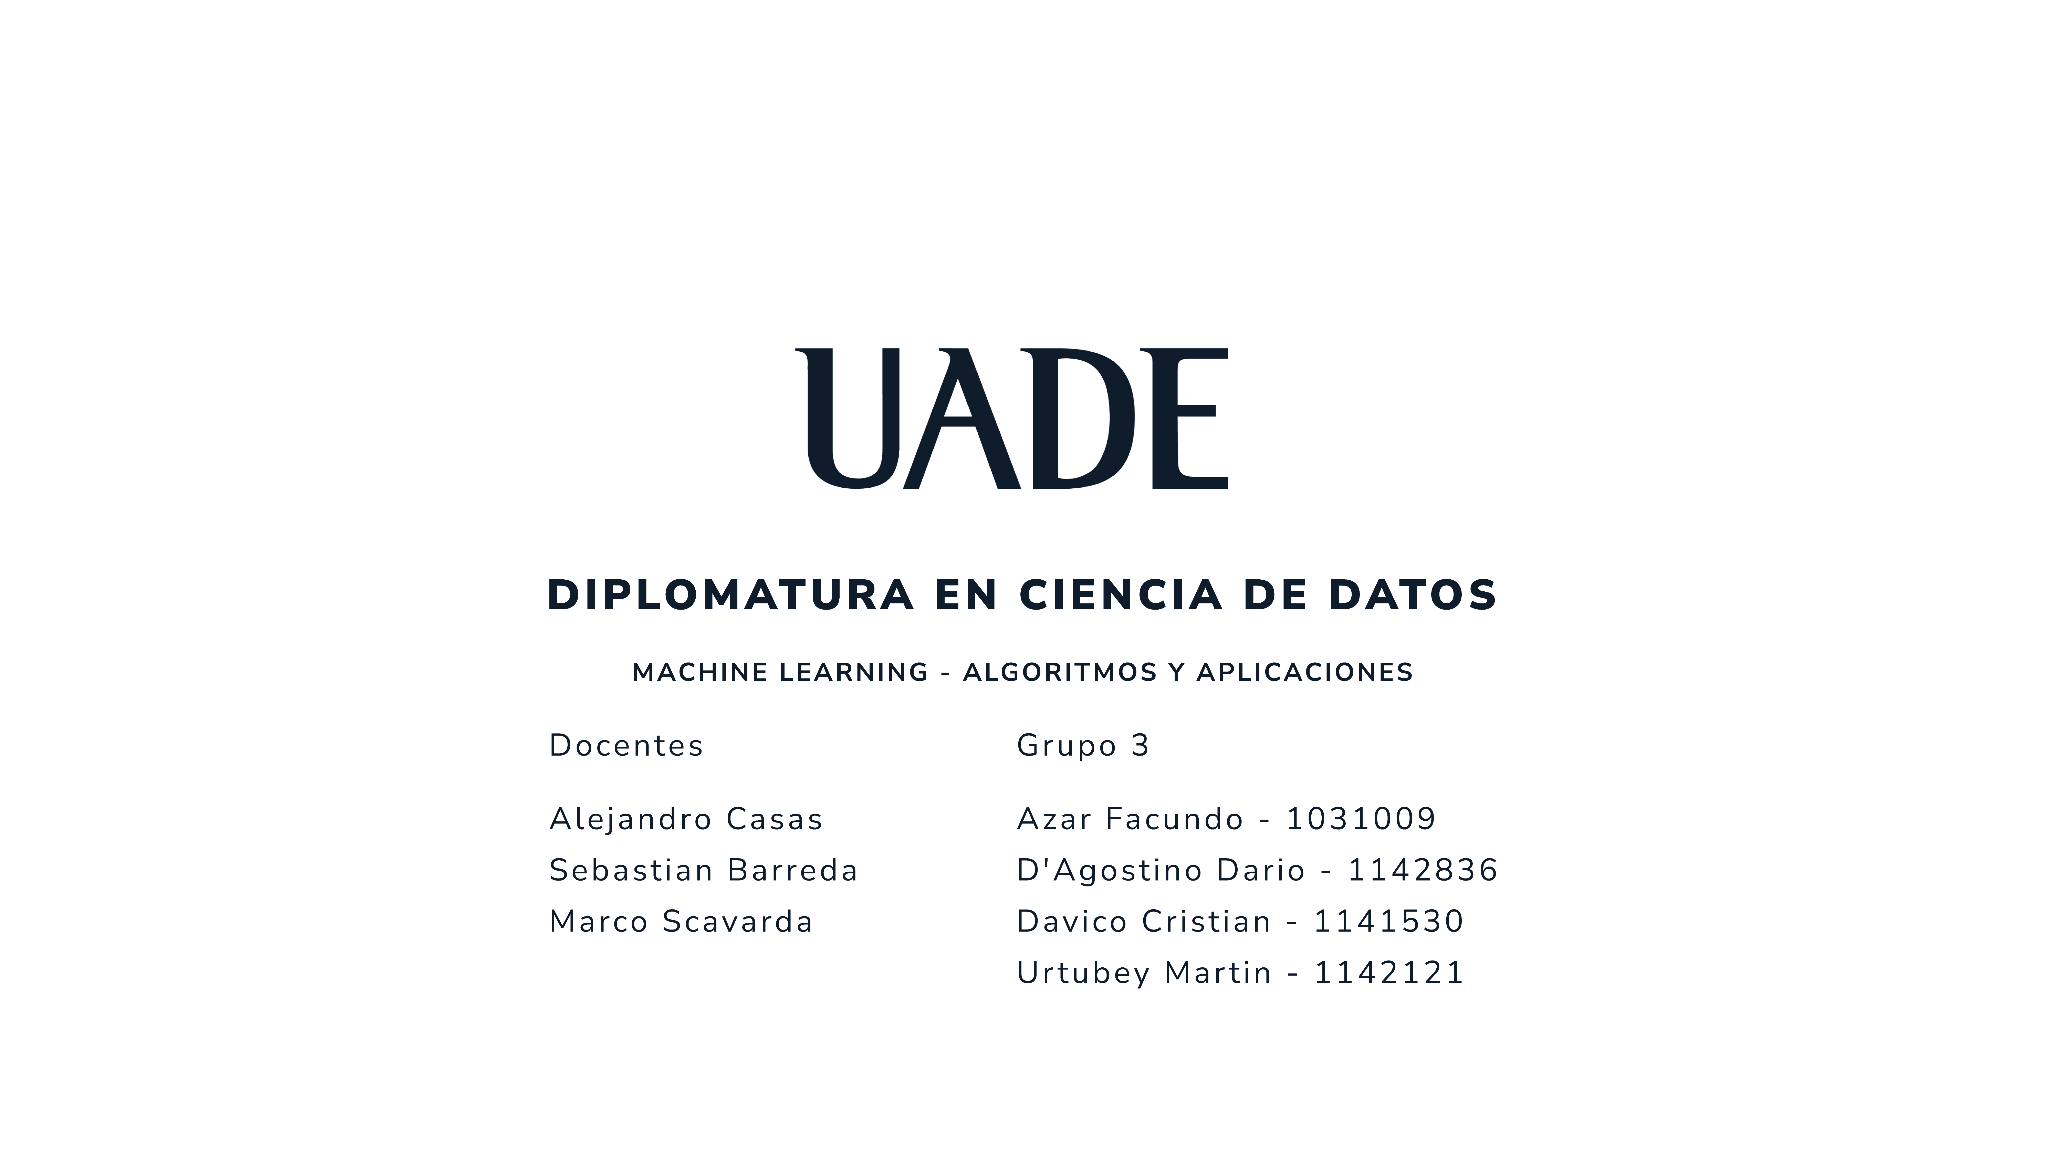 UADE
DIPLOMATURA EN CIENCIA DE DATOS
MACHINE LEARNING - ALGORITMOS Y APLICACIONES
Docentes
Alejandro Casas
Sebastian Barreda
Marco Scavarda
Grupo 3
Azar Facundo - 1031009
D'Agostino Dario - 1142836
Davico Cristian - 1141530
Urtubey Martin - 1142121